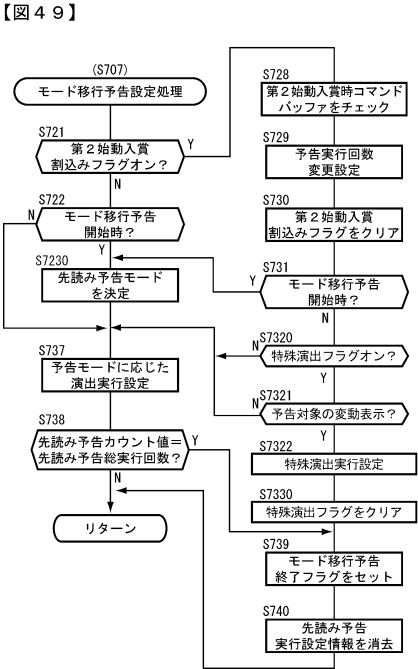 【図４９】
(S707)
モード移行予告設定処理
S721
第２始動入賞
割込みフラグオン？
Y
N
S722
モード移行予告
開始時？
N
Y
S7230
先読み予告モード
を決定
S737
予告モードに応じた
演出実行設定
S738
先読み予告カウント値＝
先読み予告総実行回数？
Y
N
リターン
S728
第２始動入賞時コマンド
バッファをチェック
S729
予告実行回数
変更設定
S730
第２始動入賞
割込みフラグをクリア
S731
モード移行予告
開始時？
Y
N
S7320
特殊演出フラグオン？
N
Y
S7321
予告対象の変動表示？
N
Y
S7322
特殊演出実行設定
S7330
特殊演出フラグをクリア
S739
モード移行予告
終了フラグをセット
S740
先読み予告
実行設定情報を消去